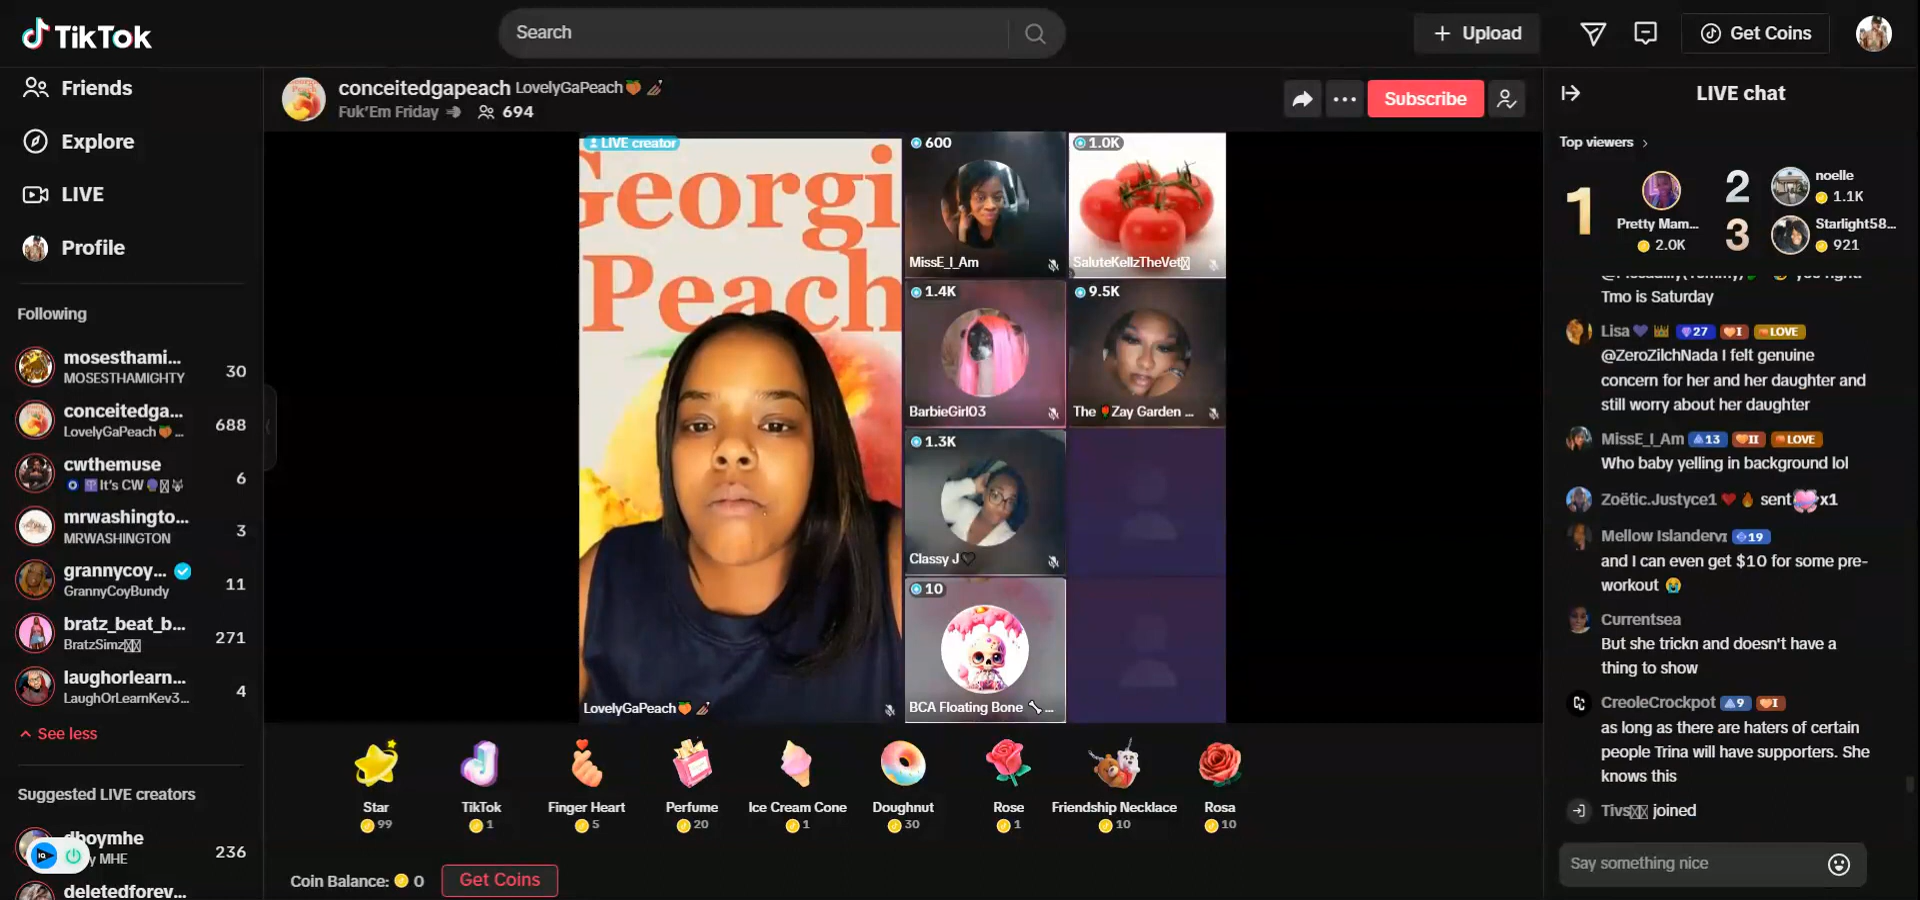 TikTok
Search
Upload
Get Coins
Friends
Explore
LIVE
Profile
Following
mosesthami...
MOSESTHAMIGHTY
30
conceitedga...
LovelyGaPeach...
688
cwthemuse
It's CW
6
mrwashingto...
MRWASHINGTON
3
grannycoy...
GrannyCoyBundy
11
bratz_beat_b...
BratzSimz
271
laughorlearn...
LaughOrLearnKev3...
4
See less
Suggested LIVE creators
dboymhe
y MHE
236
deletedforev...
conceitedgapeach LovelyGaPeach
Fuk'Em Friday 694
Subscribe
LIVE creator
Georgi
Peach
LovelyGaPeach
600
MissE_I_Am
1.0K
SaluteKellzTheVet
1.4K
BarbieGirl03
9.5K
The Zay Garden ...
1.3K
Classy J
10
BCA Floating Bone ...
Star
99
TikTok
1
Finger Heart
5
Perfume
20
Ice Cream Cone
1
Doughnut
30
Rose
1
Friendship Necklace
10
Rosa
10
Coin Balance: 0
Get Coins
LIVE chat
Top viewers
1
Pretty Mam...
2.0K
2
noelle
1.1K
3
Starlight58...
921
Tmo is Saturday
Lisa 27 I LOVE
@ZeroZilchNada I felt genuine
concern for her and her daughter and
still worry about her daughter
MissE_I_Am 13 II LOVE
Who baby yelling in background lol
Zoëtic.Justyce1 sent x1
Mellow Islander 19
and I can even get $10 for some pre-
workout
Currentsea
But she trickn and doesn't have a
thing to show
CreoleCrockpot 9 I
as long as there are haters of certain
people Trina will have supporters. She
knows this
Tivs joined
Say something nice